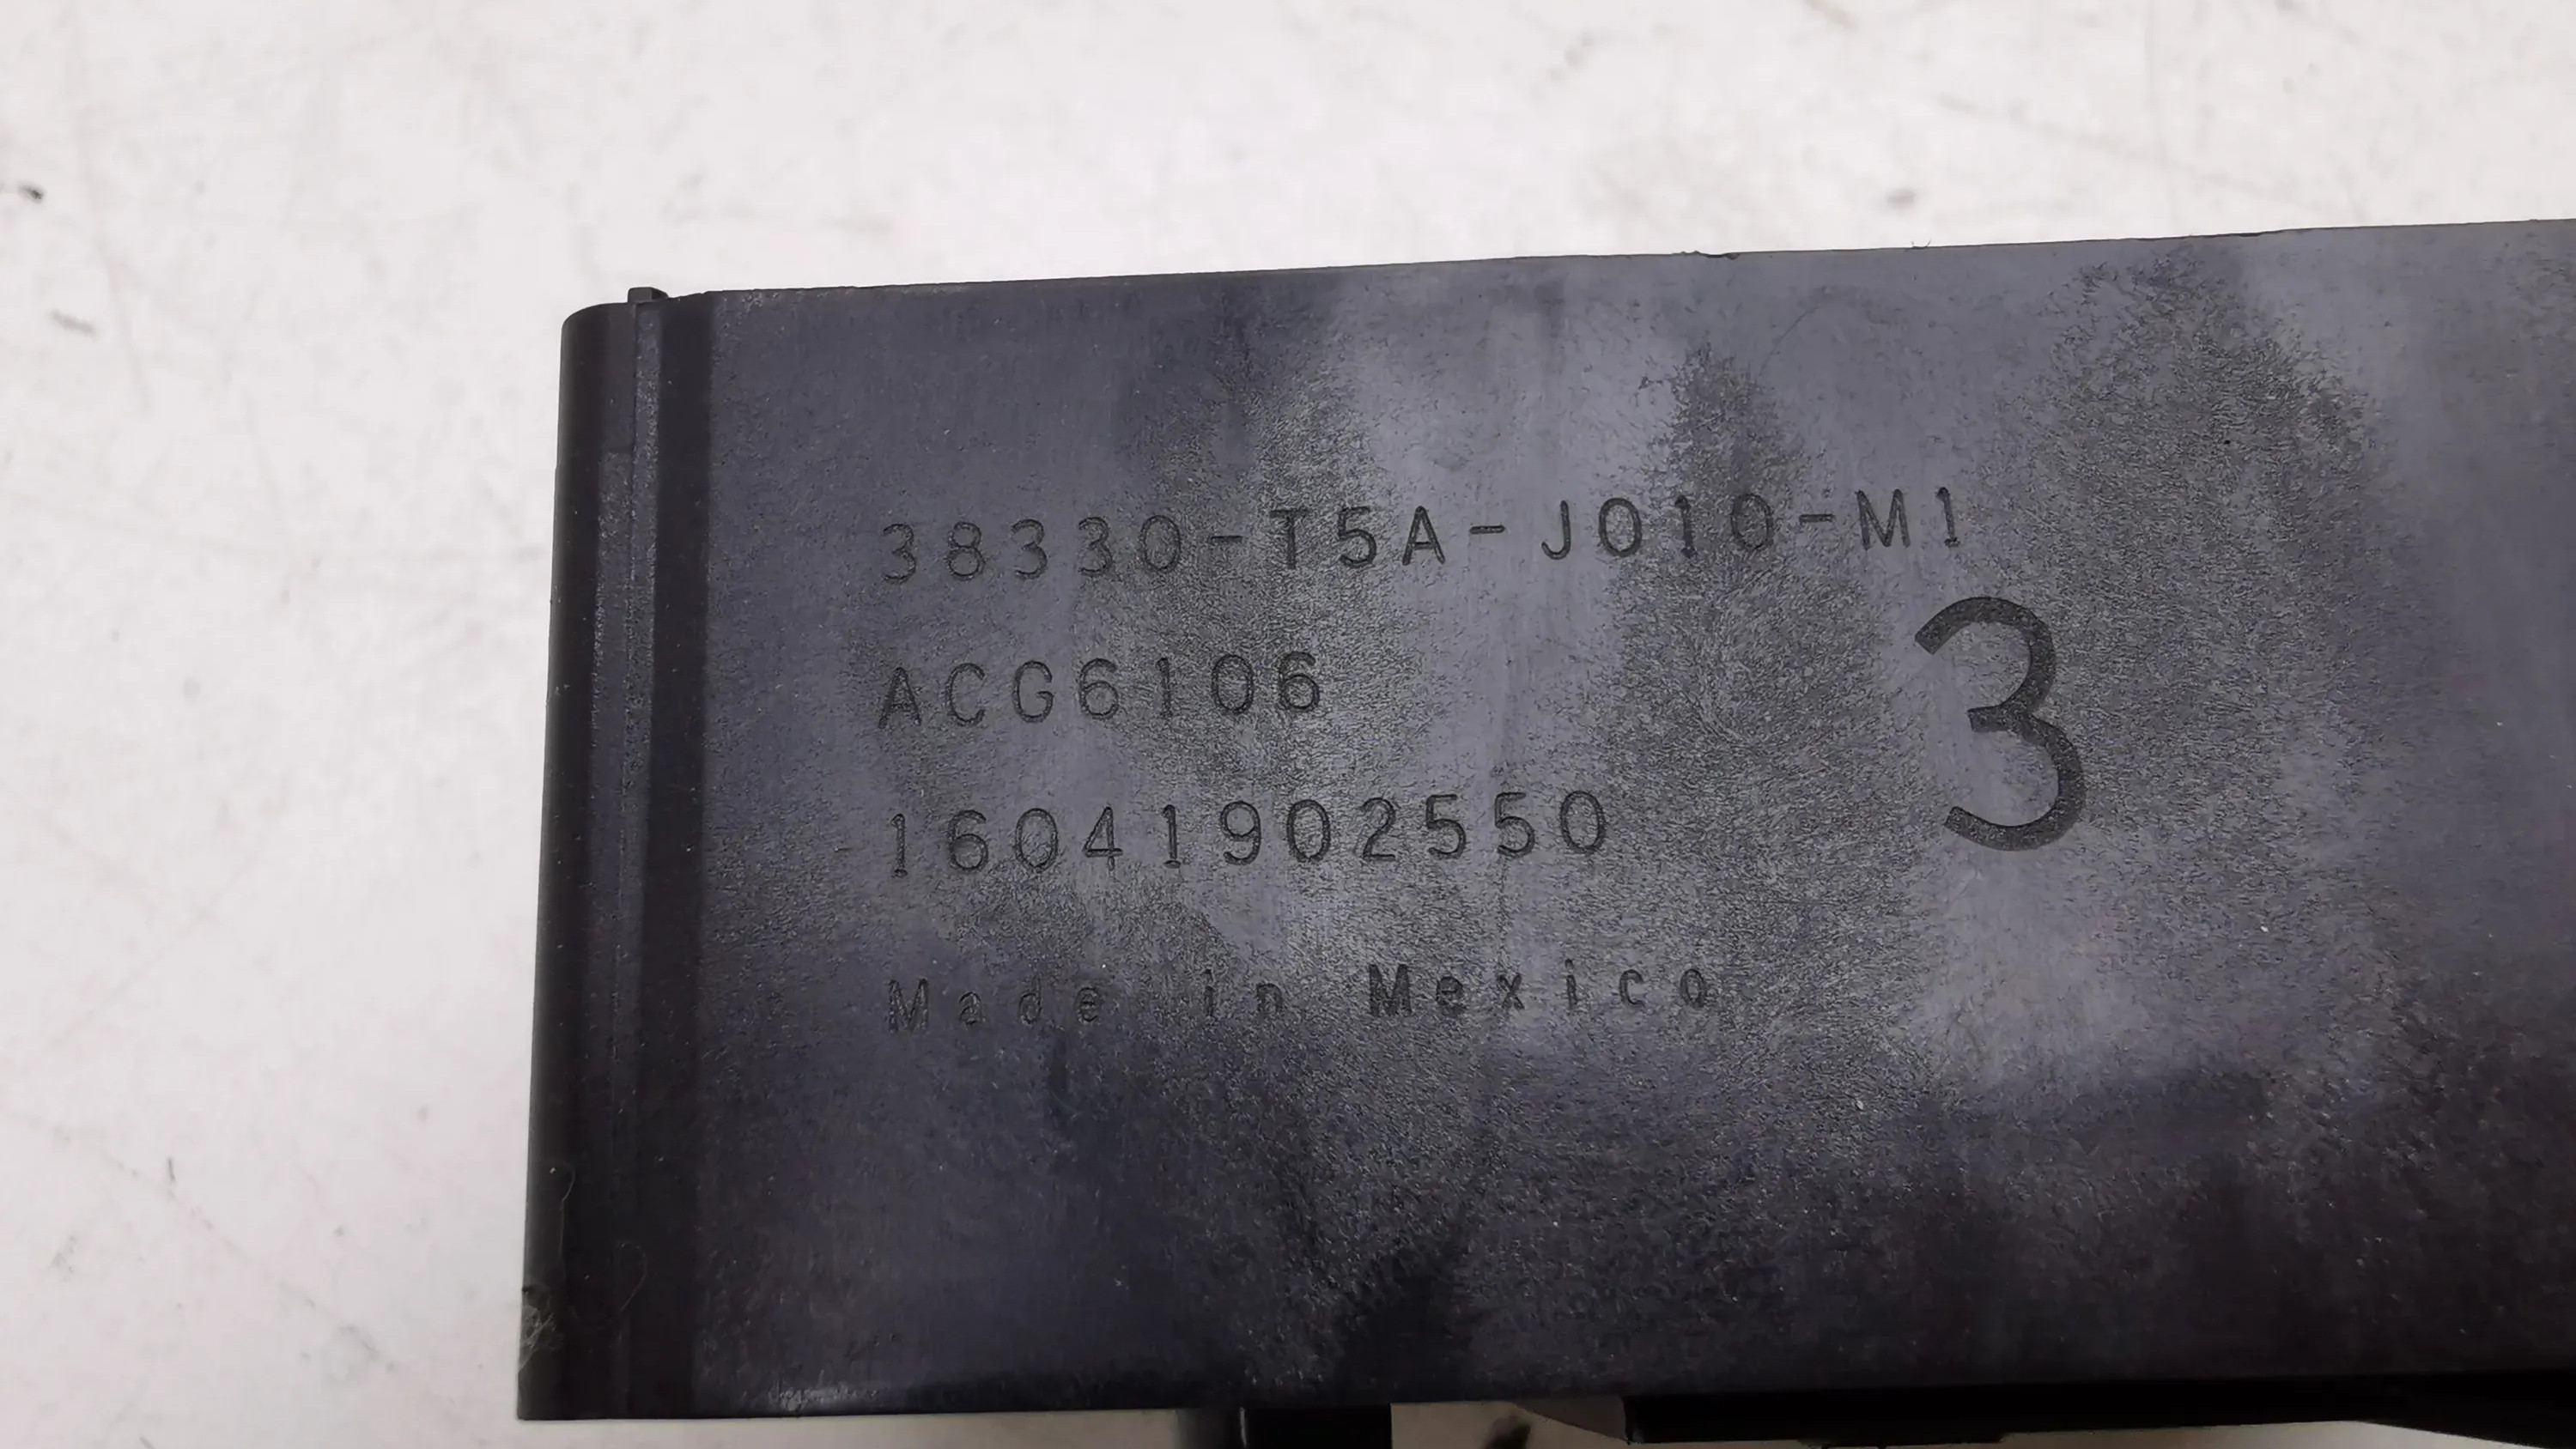 38330-T5A-J010-M1
ACG6106
16041902550
Made in Mexico
3